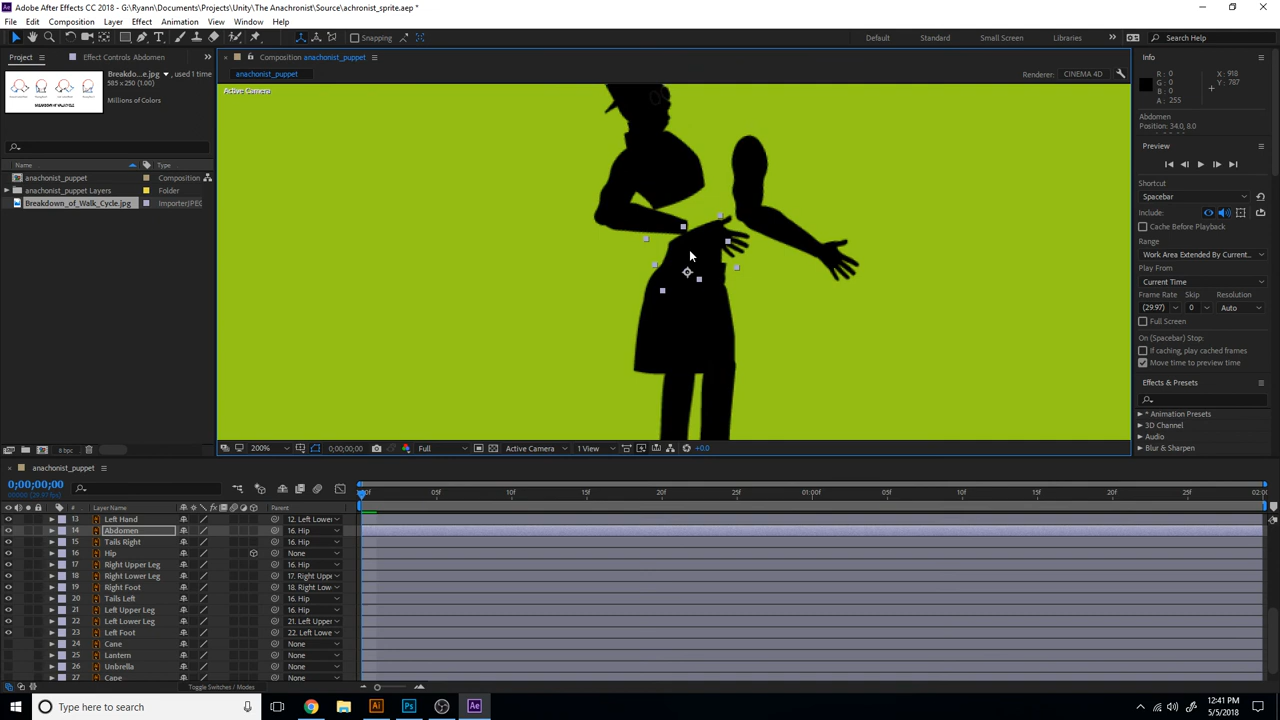 Adobe After Effects CC 2018 - G:\Ryann\Documents\Projects\Unity\The Anachronist\Source\achronist_sprite.aep *
File Edit Composition Layer Effect Animation View Window Help
Snapping Default Standard Small Screen Libraries Search Help
Project Effect Controls Abdomen
Composition anachonist_puppet
Info
Breakdo...e.jpg , used 1 time
585 x 250 (1.00)
Millions of Colors
anachonist_puppet
Renderer: CINEMA 4D
Active Camera
R: 0
G: 0
B: 0
A: 255
X: 918
Y: 787
Abdomen
Position: 34.0, 8.0
Preview
Shortcut
Spacebar
Include:
Cache Before Playback
Range
Work Area Extended By Current...
Play From
Current Time
Frame Rate Skip Resolution
(29.97) 0 Auto
Full Screen
On (Spacebar) Stop:
If caching, play cached frames
Move time to preview time
Effects & Presets
* Animation Presets
3D Channel
Audio
Blur & Sharpen
Name Type
anachonist_puppet Composition
anachonist_puppet Layers Folder
Breakdown_of_Walk_Cycle.jpg ImporterJPEG
8 bpc
200% 0;00;00;00 Full Active Camera 1 View +0.0
anachonist_puppet
0;00;00;00
00000 (29.97 fps)
05f 10f 15f 20f 25f 01:00f 05f 10f 15f 20f 25f 02:0
# Layer Name Parent
13 Left Hand 12. Left Lower
14 Abdomen 16. Hip
15 Tails Right 16. Hip
16 Hip None
17 Right Upper Leg 16. Hip
18 Right Lower Leg 17. Right Uppe
19 Right Foot 18. Right Low
20 Tails Left 16. Hip
21 Left Upper Leg 16. Hip
22 Left Lower Leg 21. Left Upper
23 Left Foot 22. Left Lowe
24 Cane None
25 Lantern None
26 Unbrella None
27 Cape None
Toggle Switches / Modes
Type here to search
12:41 PM
5/5/2018